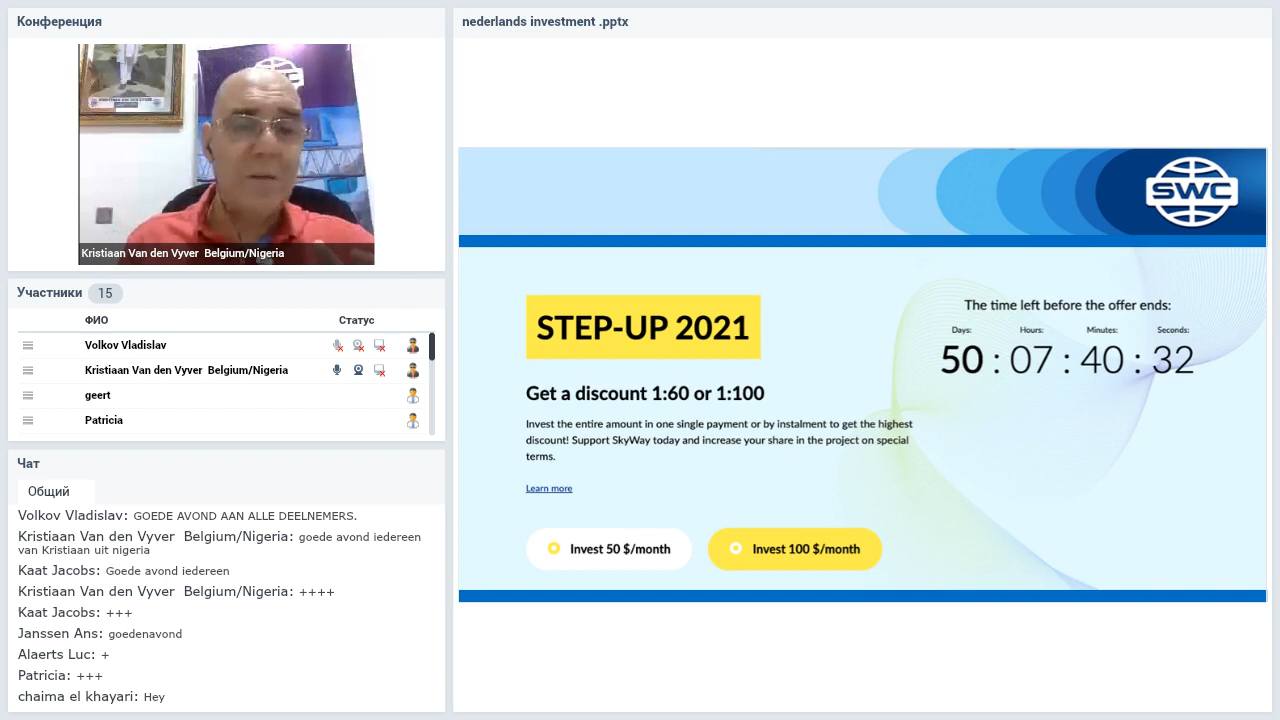 Конференция
Kristiaan Van den Vyver  Belgium/Nigeria
Участники 15
ФИО Статус
Volkov Vladislav
Kristiaan Van den Vyver  Belgium/Nigeria
geert
Patricia
Чат
Общий
Volkov Vladislav: GOEDE AVOND AAN ALLE DEELNEMERS.
Kristiaan Van den Vyver  Belgium/Nigeria: goede avond iedereen
van Kristiaan uit nigeria
Kaat Jacobs: Goede avond iedereen
Kristiaan Van den Vyver  Belgium/Nigeria: ++++
Kaat Jacobs: +++
Janssen Ans: goedenavond
Alaerts Luc: +
Patricia: +++
chaima el khayari: Hey
nederlands investment .pptx
SWC
STEP-UP 2021
Get a discount 1:60 or 1:100
Invest the entire amount in one single payment or by instalment to get the highest
discount! Support SkyWay today and increase your share in the project on special
terms.
Learn more
Invest 50 $/month
Invest 100 $/month
The time left before the offer ends:
Days: Hours: Minutes: Seconds:
50 : 07 : 40 : 32